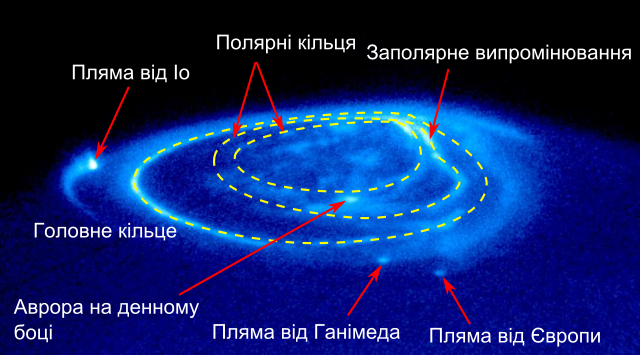 Полярні кільця
Заполярне випромінювання
Пляма від Іо
Головне кільце
Аврора на денному
боці
Пляма від Ганімеда
Пляма від Європи